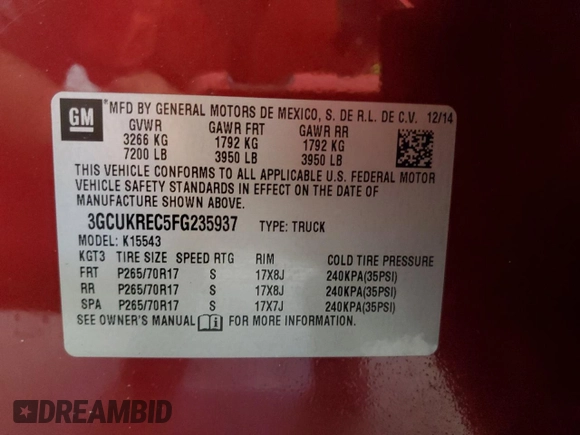 GM
*MFD BY GENERAL MOTORS DE MEXICO, S. DE R.L. DE C.V. 12/14
GVWR GAWR FRT GAWR RR
3266 KG 1792 KG 1792 KG
7200 LB 3950 LB 3950 LB
THIS VEHICLE CONFORMS TO ALL APPLICABLE U.S. FEDERAL MOTOR
VEHICLE SAFETY STANDARDS IN EFFECT ON THE DATE OF
MANUFACTURE SHOWN ABOVE.
3GCUKREC5FG235937 TYPE: TRUCK
MODEL: K15543
KGT3 TIRE SIZE SPEED RTG RIM COLD TIRE PRESSURE
FRT P265/70R17 S 17X8J 240KPA(35PSI)
RR P265/70R17 S 17X8J 240KPA(35PSI)
SPA P265/70R17 S 17X7J 240KPA(35PSI)
SEE OWNER'S MANUAL FOR MORE INFORMATION.
DREAMBID